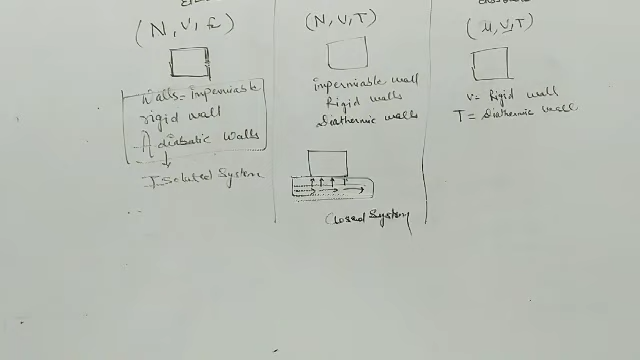 (N, V, E)
Walls = impermiable
rigid wall
Adiabatic Walls
Isolated System
(N, V, T)
impermiable wall
Rigid walls
Diathermic walls
Closed System
(μ, V, T)
V = Rigid wall
T = Diathermic wall